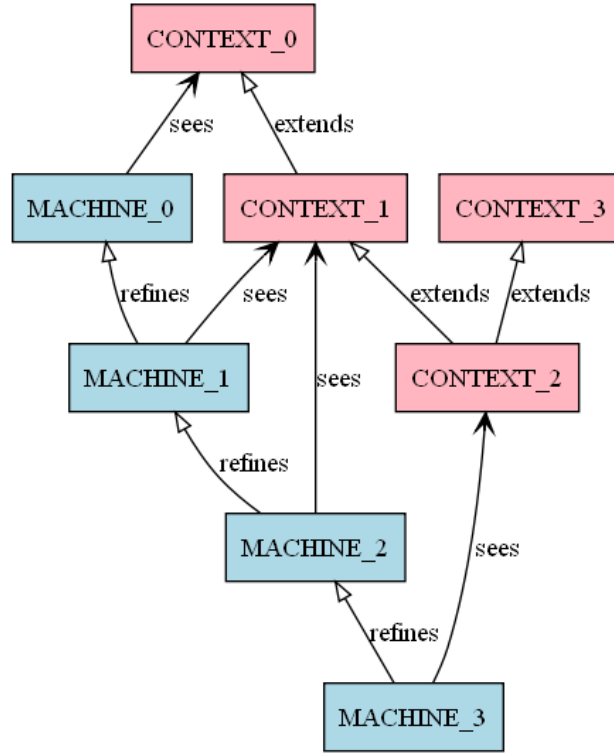 CONTEXT_0
sees
extends
MACHINE_0
CONTEXT_1
CONTEXT_3
refines
sees
extends
extends
MACHINE_1
sees
CONTEXT_2
refines
MACHINE_2
sees
refines
MACHINE_3